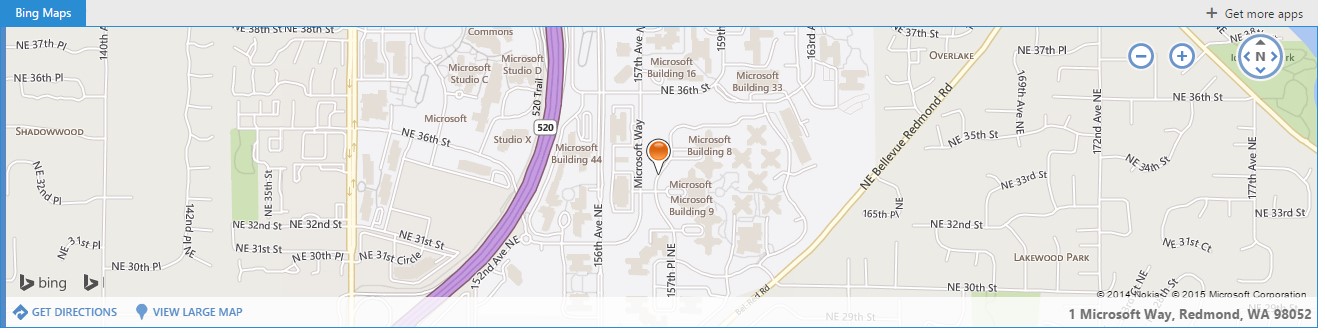 Bing Maps
+ Get more apps
NE 38th St
NE 37th Pl
140th A
NE 36th Pl
SHADOWWOOD
NE 32nd Pl
NE 31st Pl
NE 30th Pl
142nd Pl NE
NE 35th St
NE 32nd St
NE 32nd St
NE 31st St
NE 30th Pl
NE 31st Circle
NE 31st St
NE 36th St
Commons
Microsoft
Studio C
Microsoft
Studio D
Microsoft
Studio X
520 Trail
520
152nd Ave NE
Microsoft
Building 44
156th Ave NE
Microsoft Way
157th Ave N
Microsoft
Building 16
159th
NE 36th St
Microsoft
Building 33
163rd A
Microsoft
Building 8
Microsoft
Microsoft
Building 9
157th Pl NE
Bel Red Rd
NE Bellevue Redmond Rd
NE 37th St
OVERLAKE
NE 37th Pl
169th Ave NE
172nd Ave NE
NE 36th St
NE 35th St
NE 34th St
NE 33rd St
165th Pl NE
NE 32nd St
177th Ave NE
NE 33rd St
NE 31st Ct
LAKEWOOD PARK
NE 30th St
NE 29th St
NE 29th St
N
bing
© 2014 Nokia
© 2015 Microsoft Corporation
GET DIRECTIONS
VIEW LARGE MAP
1 Microsoft Way, Redmond, WA 98052